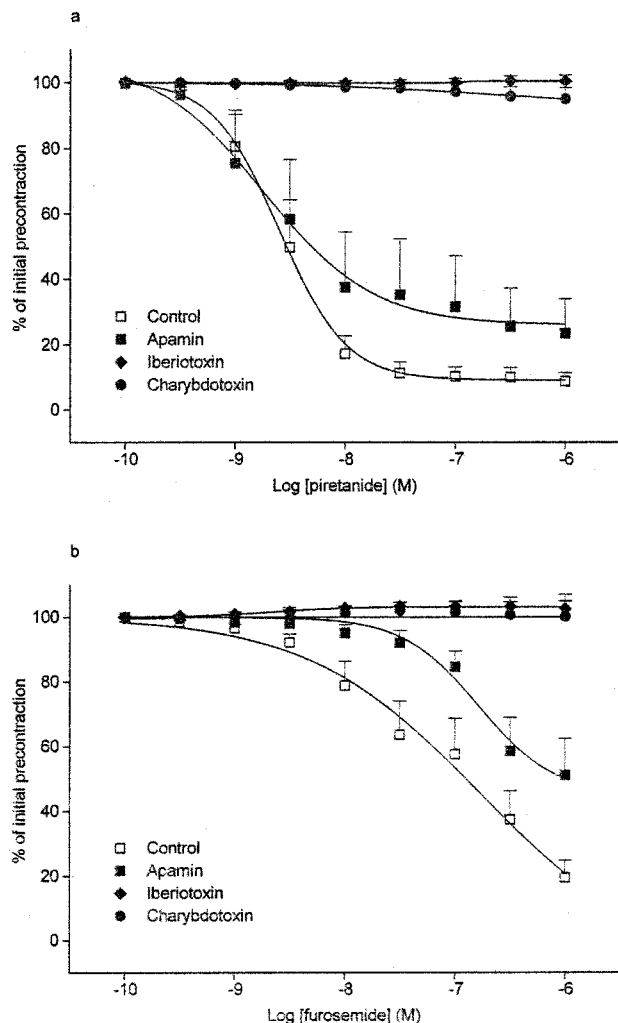 a
% of initial precontraction
100
80
60
40
20
0
Control
Apamin
Iberiotoxin
Charybdotoxin
-10 -9 -8 -7 -6
Log [piretanide] (M)
b
% of initial precontraction
100
80
60
40
20
0
Control
Apamin
Iberiotoxin
Charybdotoxin
-10 -9 -8 -7 -6
Log [furosemide] (M)